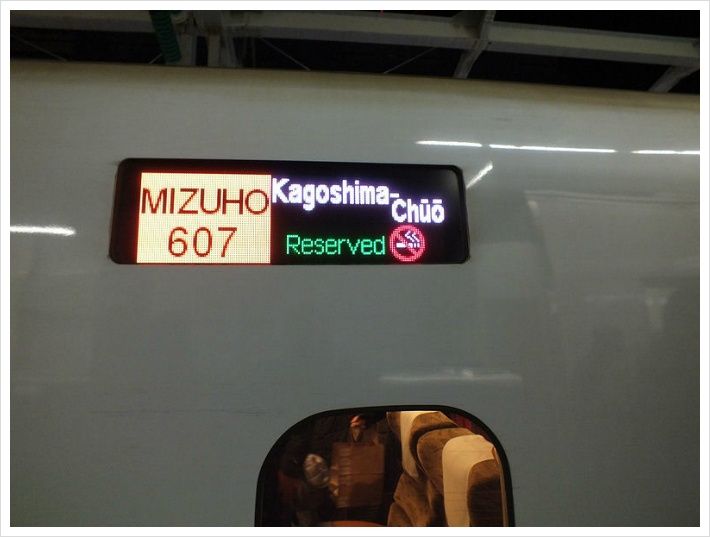 MIZUHO
607
Kagoshima-
Chūō
Reserved